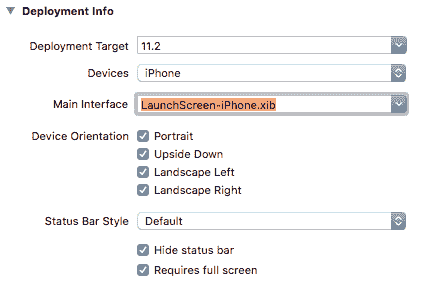 Deployment Info
Deployment Target 11.2
Devices iPhone
Main Interface LaunchScreen-iPhone.xib
Device Orientation Portrait
Upside Down
Landscape Left
Landscape Right
Status Bar Style Default
Hide status bar
Requires full screen